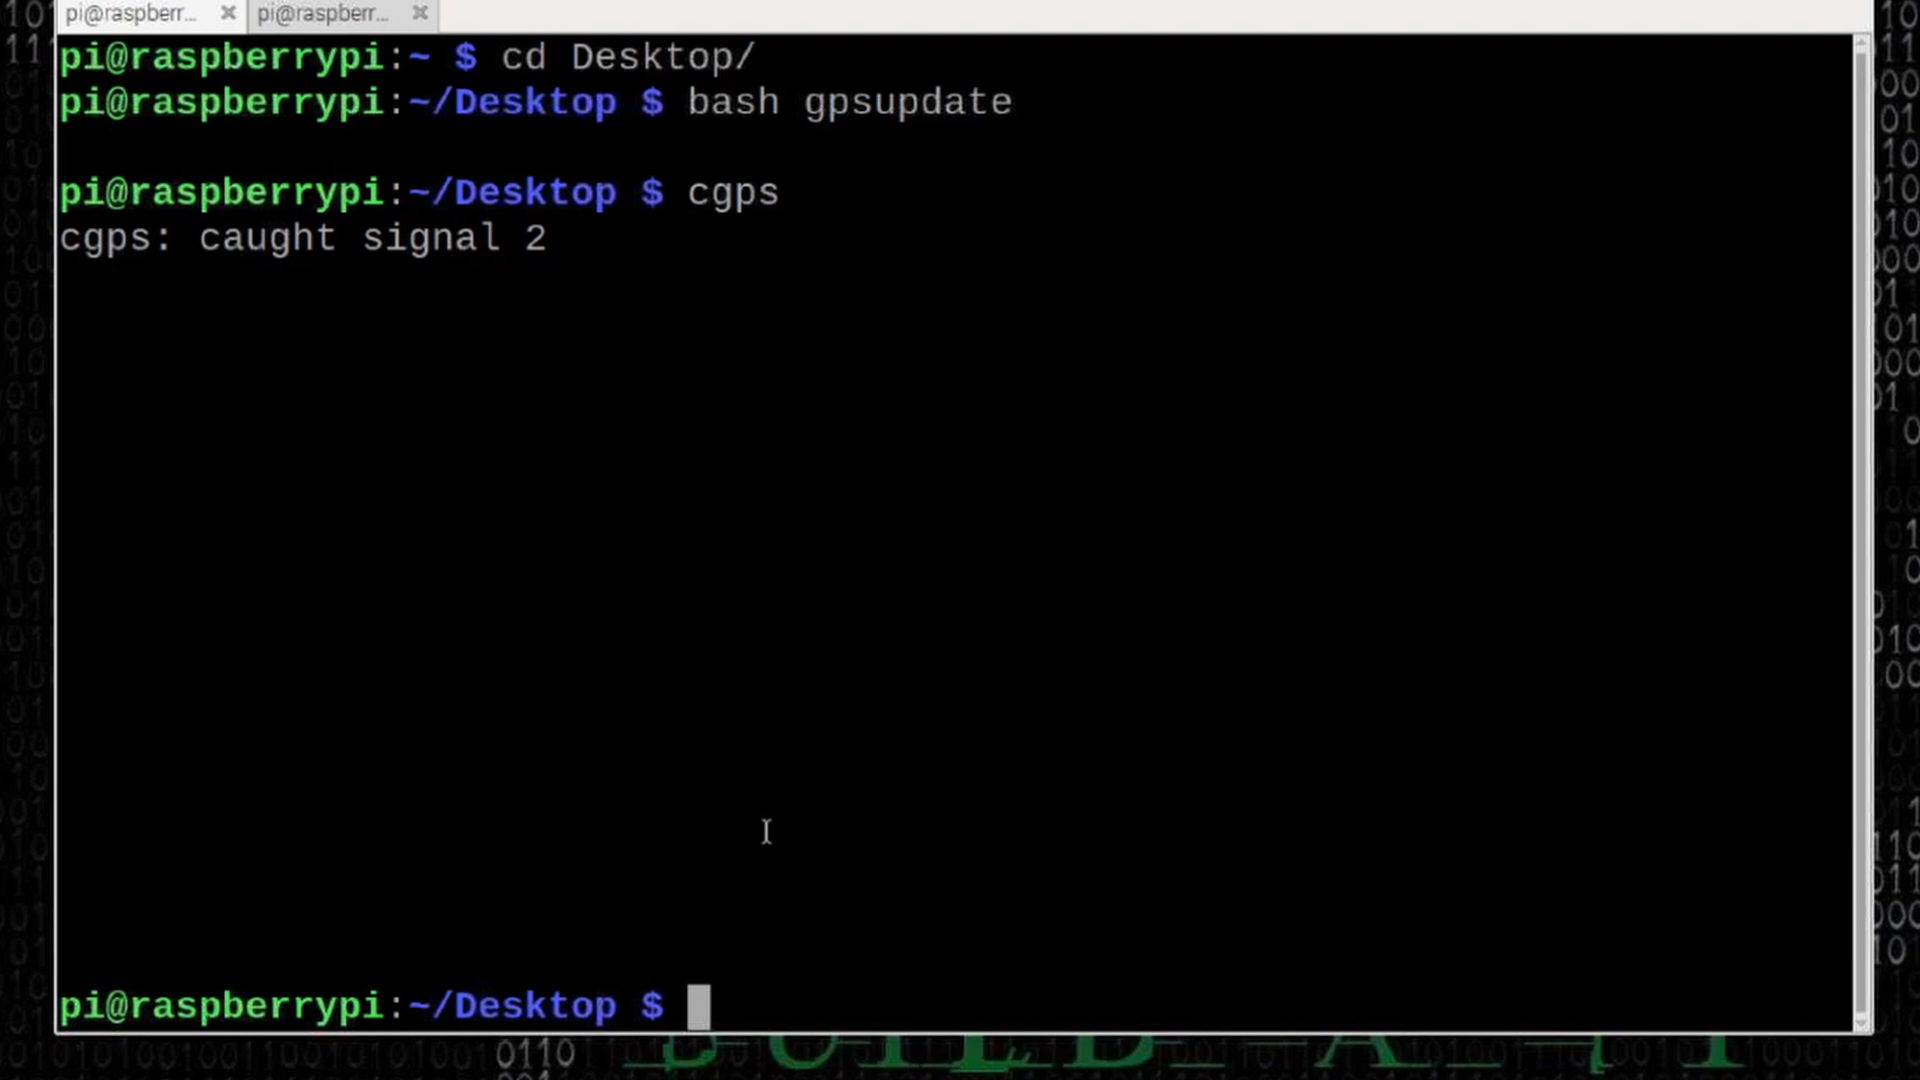 pi@raspberr... × pi@raspberr... ×
pi@raspberrypi:~ $ cd Desktop/
pi@raspberrypi:~/Desktop $ bash gpsupdate
pi@raspberrypi:~/Desktop $ cgps
cgps: caught signal 2
pi@raspberrypi:~/Desktop $
0110